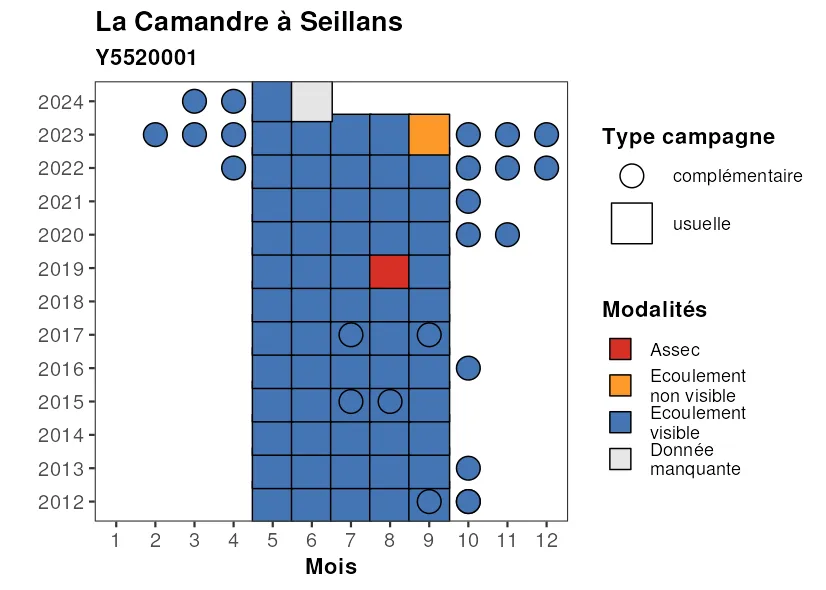 La Camandre à Seillans
Y5520001
2024
2023
2022
2021
2020
2019
2018
2017
2016
2015
2014
2013
2012
1 2 3 4 5 6 7 8 9 10 11 12
Mois
Type campagne
complémentaire
usuelle
Modalités
Assec
Ecoulement
non visible
Ecoulement
visible
Donnée
manquante